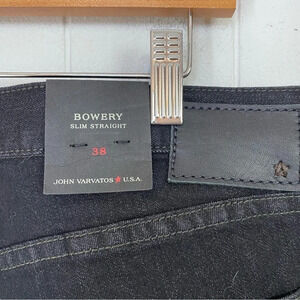 BOWERY
SLIM STRAIGHT
38
JOHN VARVATOS ★ U.S.A.